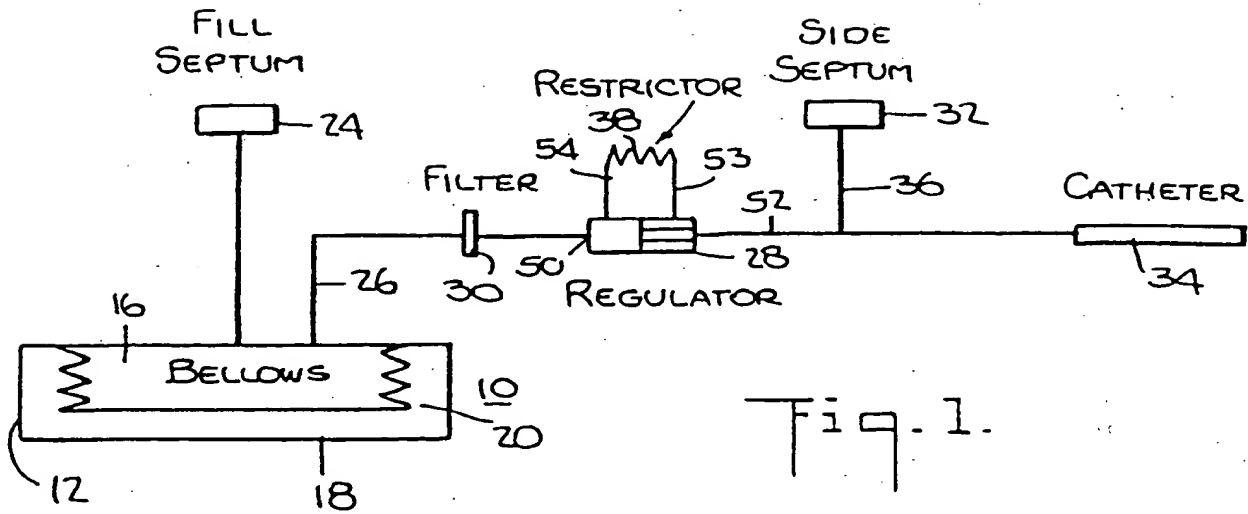 FILL
SEPTUM
24
SIDE
SEPTUM
32
RESTRICTOR
38
54
53
36
FILTER
30
26
50
28
REGULATOR
52
CATHETER
34
16
BELLOWS
10
20
12
18
Fig. 1.